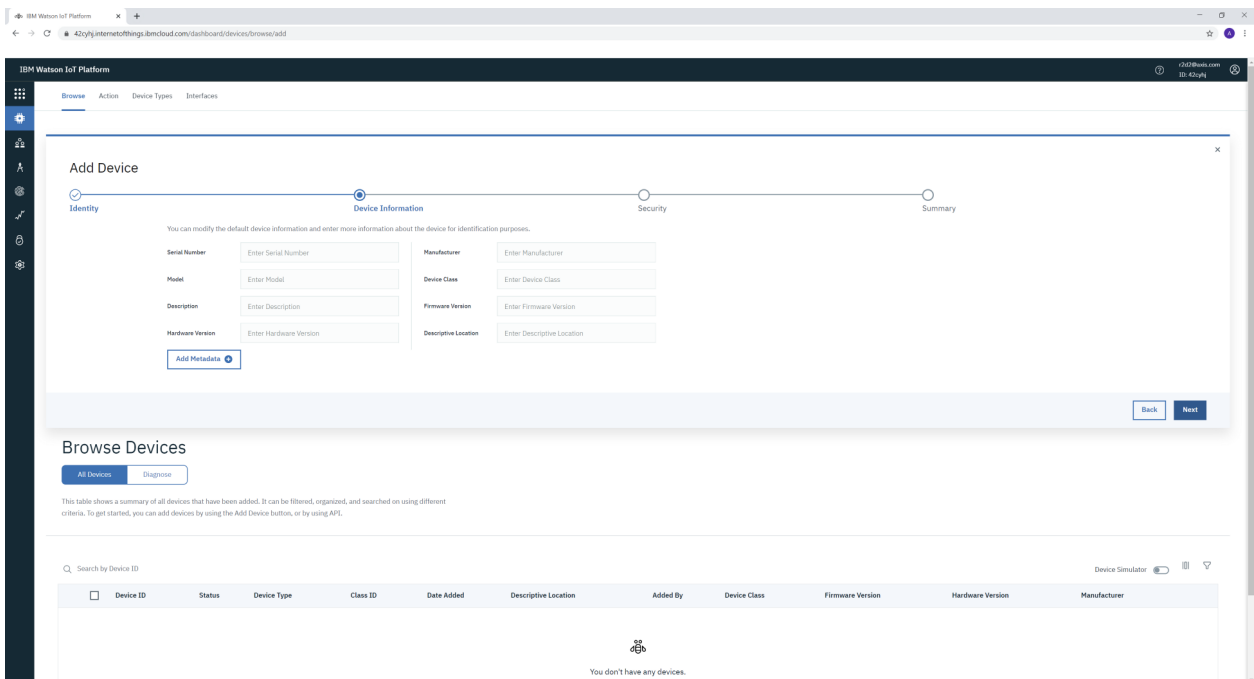 IBM Watson IoT Platform
42cyhj.internetofthings.ibmcloud.com/dashboard/devices/browse/add
A
IBM Watson IoT Platform
r2d2@axis.com
ID: 42cyhj
Browse Action Device Types Interfaces
Add Device
Identity Device Information Security Summary
You can modify the default device information and enter more information about the device for identification purposes.
Serial Number Enter Serial Number Manufacturer Enter Manufacturer
Model Enter Model Device Class Enter Device Class
Description Enter Description Firmware Version Enter Firmware Version
Hardware Version Enter Hardware Version Descriptive Location Enter Descriptive Location
Add Metadata
Back Next
Browse Devices
All Devices Diagnose
This table shows a summary of all devices that have been added. It can be filtered, organized, and searched on using different
criteria. To get started, you can add devices by using the Add Device button, or by using API.
Search by Device ID Device Simulator
Device ID Status Device Type Class ID Date Added Descriptive Location Added By Device Class Firmware Version Hardware Version Manufacturer
You don't have any devices.